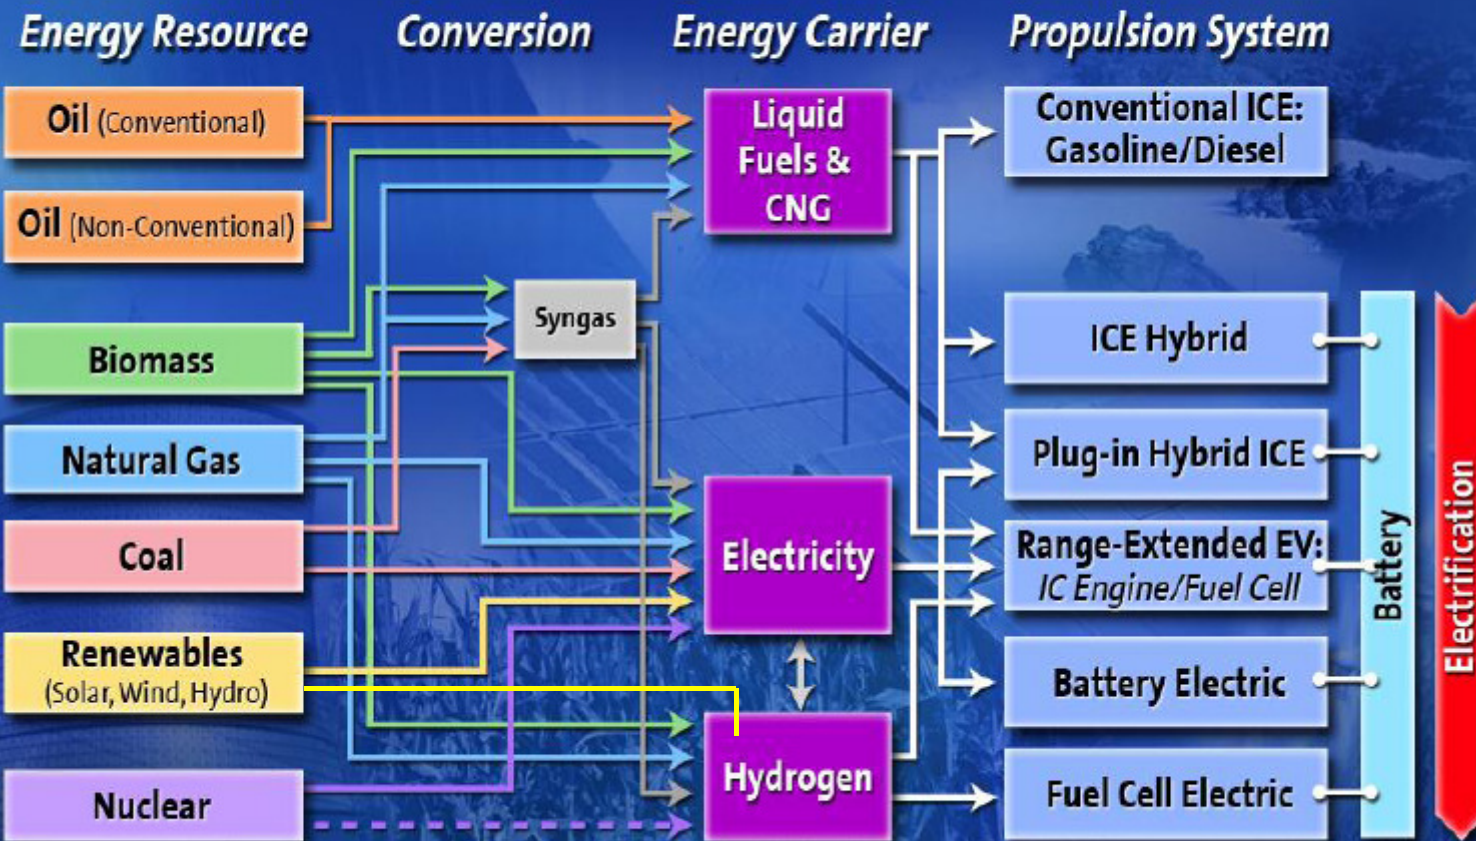 Energy Resource
Conversion
Energy Carrier
Propulsion System
Oil (Conventional)
Oil (Non-Conventional)
Biomass
Natural Gas
Coal
Renewables
(Solar, Wind, Hydro)
Nuclear
Syngas
Liquid
Fuels &
CNG
Electricity
Hydrogen
Conventional ICE:
Gasoline/Diesel
ICE Hybrid
Plug-in Hybrid ICE
Range-Extended EV:
IC Engine/Fuel Cell
Battery Electric
Fuel Cell Electric
Battery
Electrification